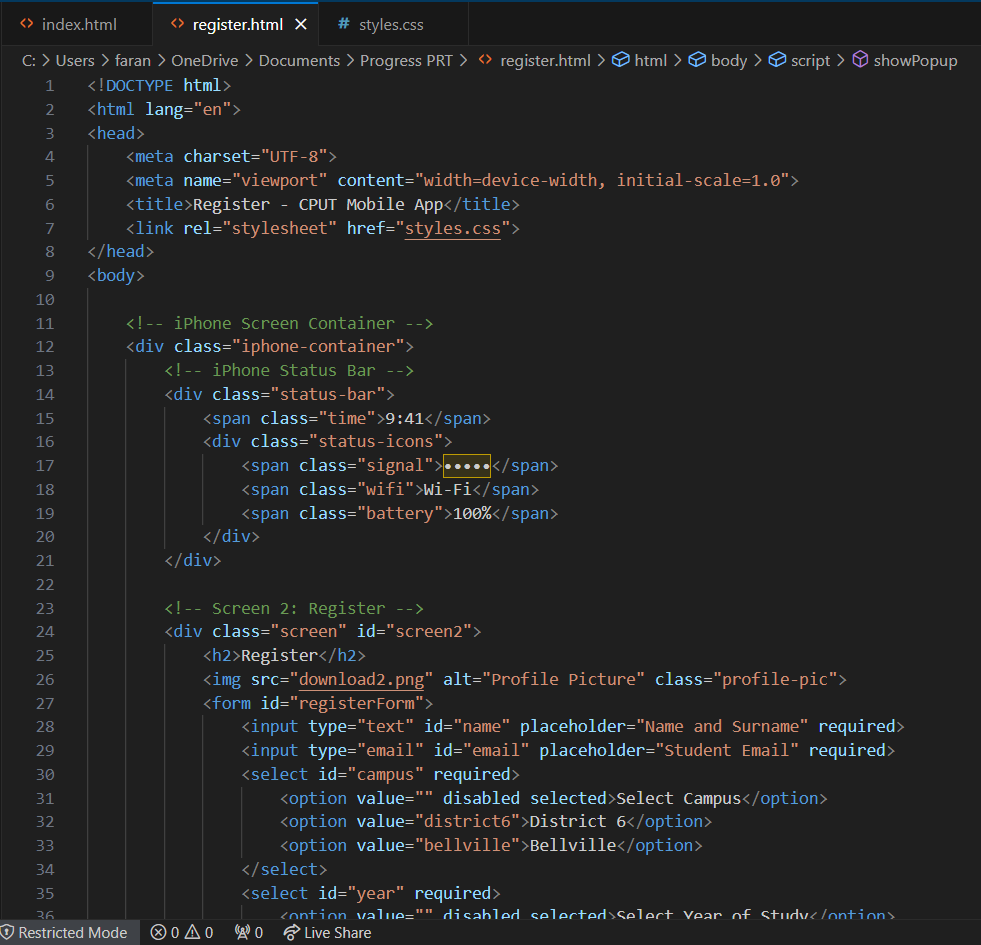 index.html register.html styles.css
C: > Users > faran > OneDrive > Documents > Progress PRT > register.html > html > body > script > showPopup
1 <!DOCTYPE html>
2 <html lang="en">
3 <head>
4 <meta charset="UTF-8">
5 <meta name="viewport" content="width=device-width, initial-scale=1.0">
6 <title>Register - CPUT Mobile App</title>
7 <link rel="stylesheet" href="styles.css">
8 </head>
9 <body>
10
11 <!-- iPhone Screen Container -->
12 <div class="iphone-container">
13 <!-- iPhone Status Bar -->
14 <div class="status-bar">
15 <span class="time">9:41</span>
16 <div class="status-icons">
17 <span class="signal">●●●●●</span>
18 <span class="wifi">Wi-Fi</span>
19 <span class="battery">100%</span>
20 </div>
21 </div>
22
23 <!-- Screen 2: Register -->
24 <div class="screen" id="screen2">
25 <h2>Register</h2>
26 <img src="download2.png" alt="Profile Picture" class="profile-pic">
27 <form id="registerForm">
28 <input type="text" id="name" placeholder="Name and Surname" required>
29 <input type="email" id="email" placeholder="Student Email" required>
30 <select id="campus" required>
31 <option value="" disabled selected>Select Campus</option>
32 <option value="district6">District 6</option>
33 <option value="bellville">Bellville</option>
34 </select>
35 <select id="year" required>
36 <option value="" disabled selected>Select Year of Study</option>
Restricted Mode 0 0 0 Live Share